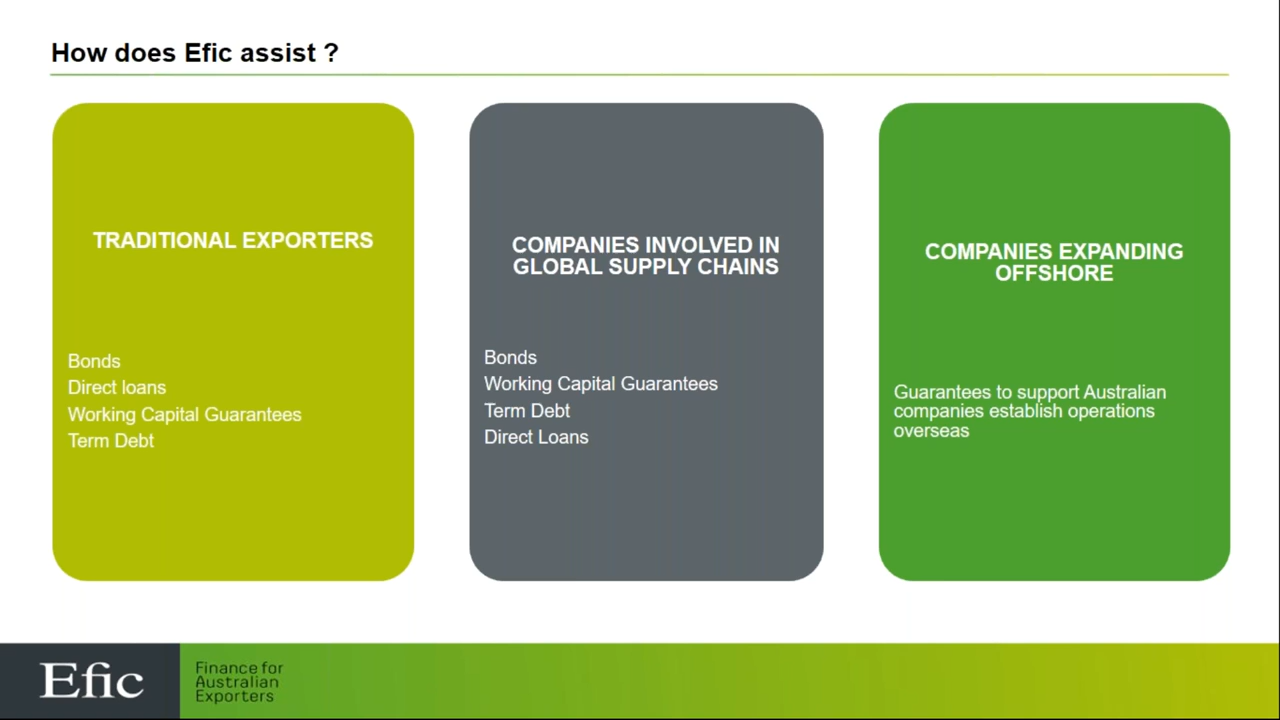 How does Efic assist ?
TRADITIONAL EXPORTERS
Bonds
Direct loans
Working Capital Guarantees
Term Debt
COMPANIES INVOLVED IN
GLOBAL SUPPLY CHAINS
Bonds
Working Capital Guarantees
Term Debt
Direct Loans
COMPANIES EXPANDING
OFFSHORE
Guarantees to support Australian
companies establish operations
overseas
Efic
Finance for
Australian
Exporters